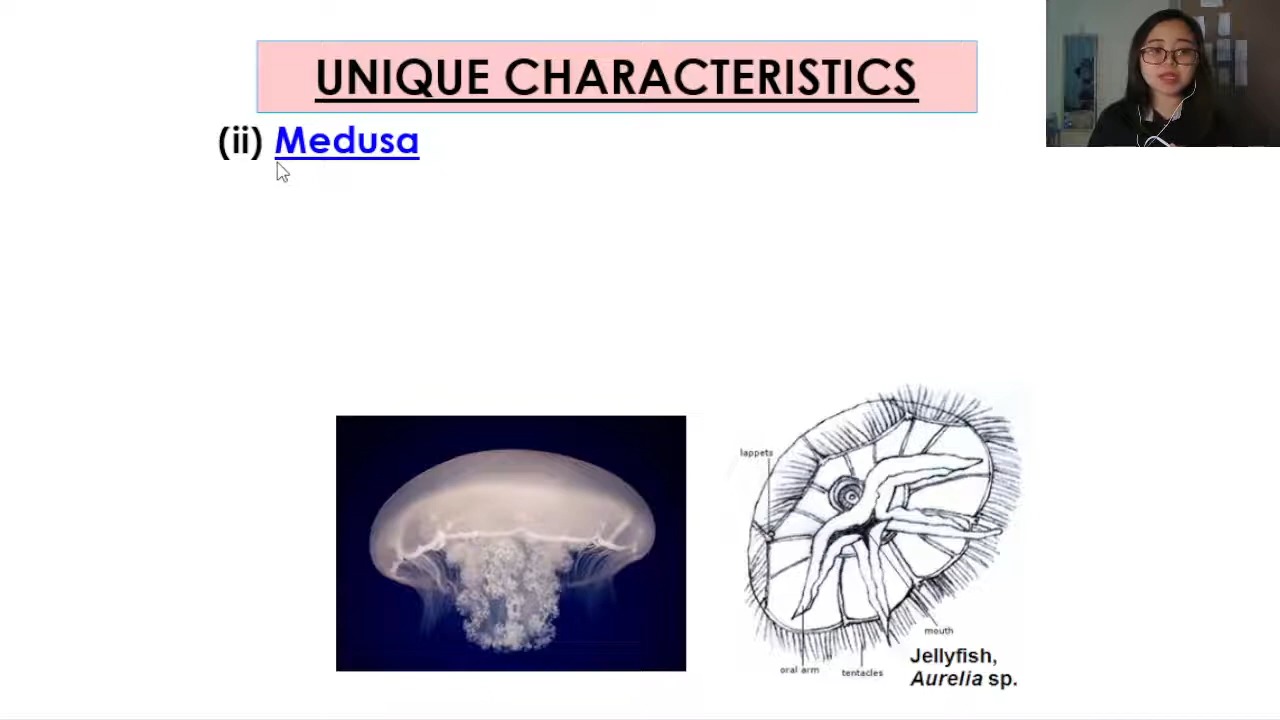 UNIQUE CHARACTERISTICS
(ii) Medusa
lappets
mouth
oral arm
tentacles
Jellyfish,
Aurelia sp.